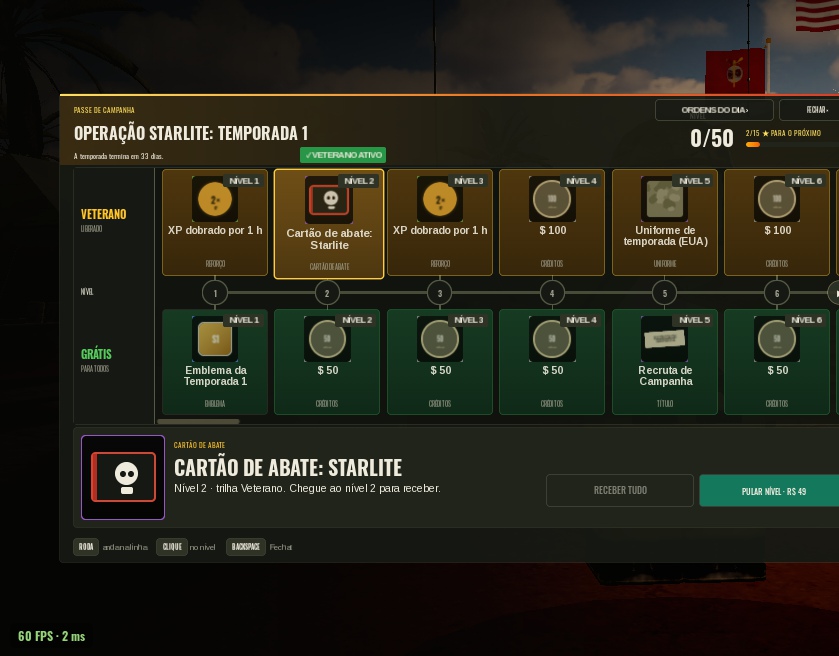 PASSE DE CAMPANHA
ORDENS DO DIA›
FECHAR›
OPERAÇÃO STARLITE: TEMPORADA 1
NÍVEL
0/50
2/15 ★ PARA O PRÓXIMO
A temporada termina em 33 dias.
✓VETERANO ATIVO
VETERANO
LIBERADO
NÍVEL 1
XP dobrado por 1 h
REFORÇO
NÍVEL 2
Cartão de abate:
Starlite
CARTÃO DE ABATE
NÍVEL 3
XP dobrado por 1 h
REFORÇO
NÍVEL 4
$ 100
CRÉDITOS
NÍVEL 5
Uniforme de
temporada (EUA)
UNIFORME
NÍVEL 6
$ 100
CRÉDITOS
NÍVEL
1
2
3
4
5
6
GRÁTIS
PARA TODOS
NÍVEL 1
Emblema da
Temporada 1
EMBLEMA
NÍVEL 2
$ 50
CRÉDITOS
NÍVEL 3
$ 50
CRÉDITOS
NÍVEL 4
$ 50
CRÉDITOS
NÍVEL 5
Recruta de
Campanha
TÍTULO
NÍVEL 6
$ 50
CRÉDITOS
CARTÃO DE ABATE
CARTÃO DE ABATE: STARLITE
Nível 2 · trilha Veterano. Chegue ao nível 2 para receber.
RECEBER TUDO
PULAR NÍVEL · R$ 49
RODA anda na linha CLIQUE no nível BACKSPACE Fechar
60 FPS · 2 ms